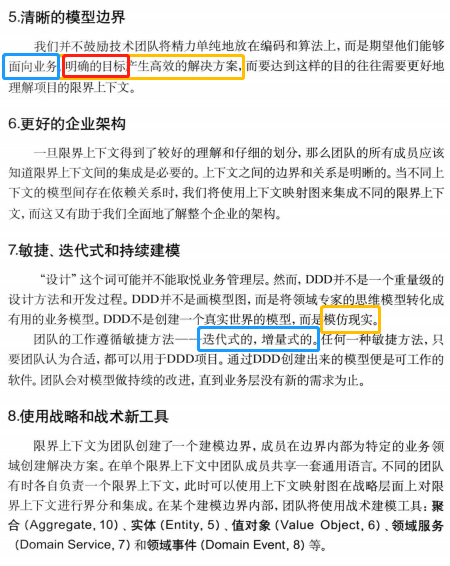 5.清晰的模型边界
我们并不鼓励技术团队将精力单纯地放在编码和算法上，而是期望他们能够
面向业务，明确的目标产生高效的解决方案，而要达到这样的目的往往需要更好地
理解项目的限界上下文。
6.更好的企业架构
一旦限界上下文得到了较好的理解和仔细的划分，那么团队的所有成员应该
知道限界上下文间的集成是必要的。上下文之间的边界和关系是明晰的。当不同上
下文的模型间存在依赖关系时，我们将使用上下文映射图来集成不同的限界上下
文，而这又有助于我们全面地了解整个企业的架构。
7.敏捷、迭代式和持续建模
“设计”这个词可能并不能取悦业务管理层。然而，DDD并不是一个重量级的
设计方法和开发过程。DDD并不是画模型图，而是将领域专家的思维模型转化成
有用的业务模型。DDD不是创建一个真实世界的模型，而是模仿现实。
团队的工作遵循敏捷方法——迭代式的，增量式的。任何一种敏捷方法，只
要团队认为合适，都可以用于DDD项目。通过DDD创建出来的模型便是可工作的
软件。团队会对模型做持续的改进，直到业务层没有新的需求为止。
8.使用战略和战术新工具
限界上下文为团队创建了一个建模边界，成员在边界内部为特定的业务领
域创建解决方案。在单个限界上下文中团队成员共享一套通用语言。不同的团队
有时各自负责一个限界上下文，此时可以使用上下文映射图在战略层面上对限
界上下文进行界分和集成。在某个建模边界内部，团队将使用战术建模工具：聚
合（Aggregate, 10）、实体（Entity, 5）、值对象（Value Object, 6）、领域服务
（Domain Service, 7）和领域事件（Domain Event, 8）等。